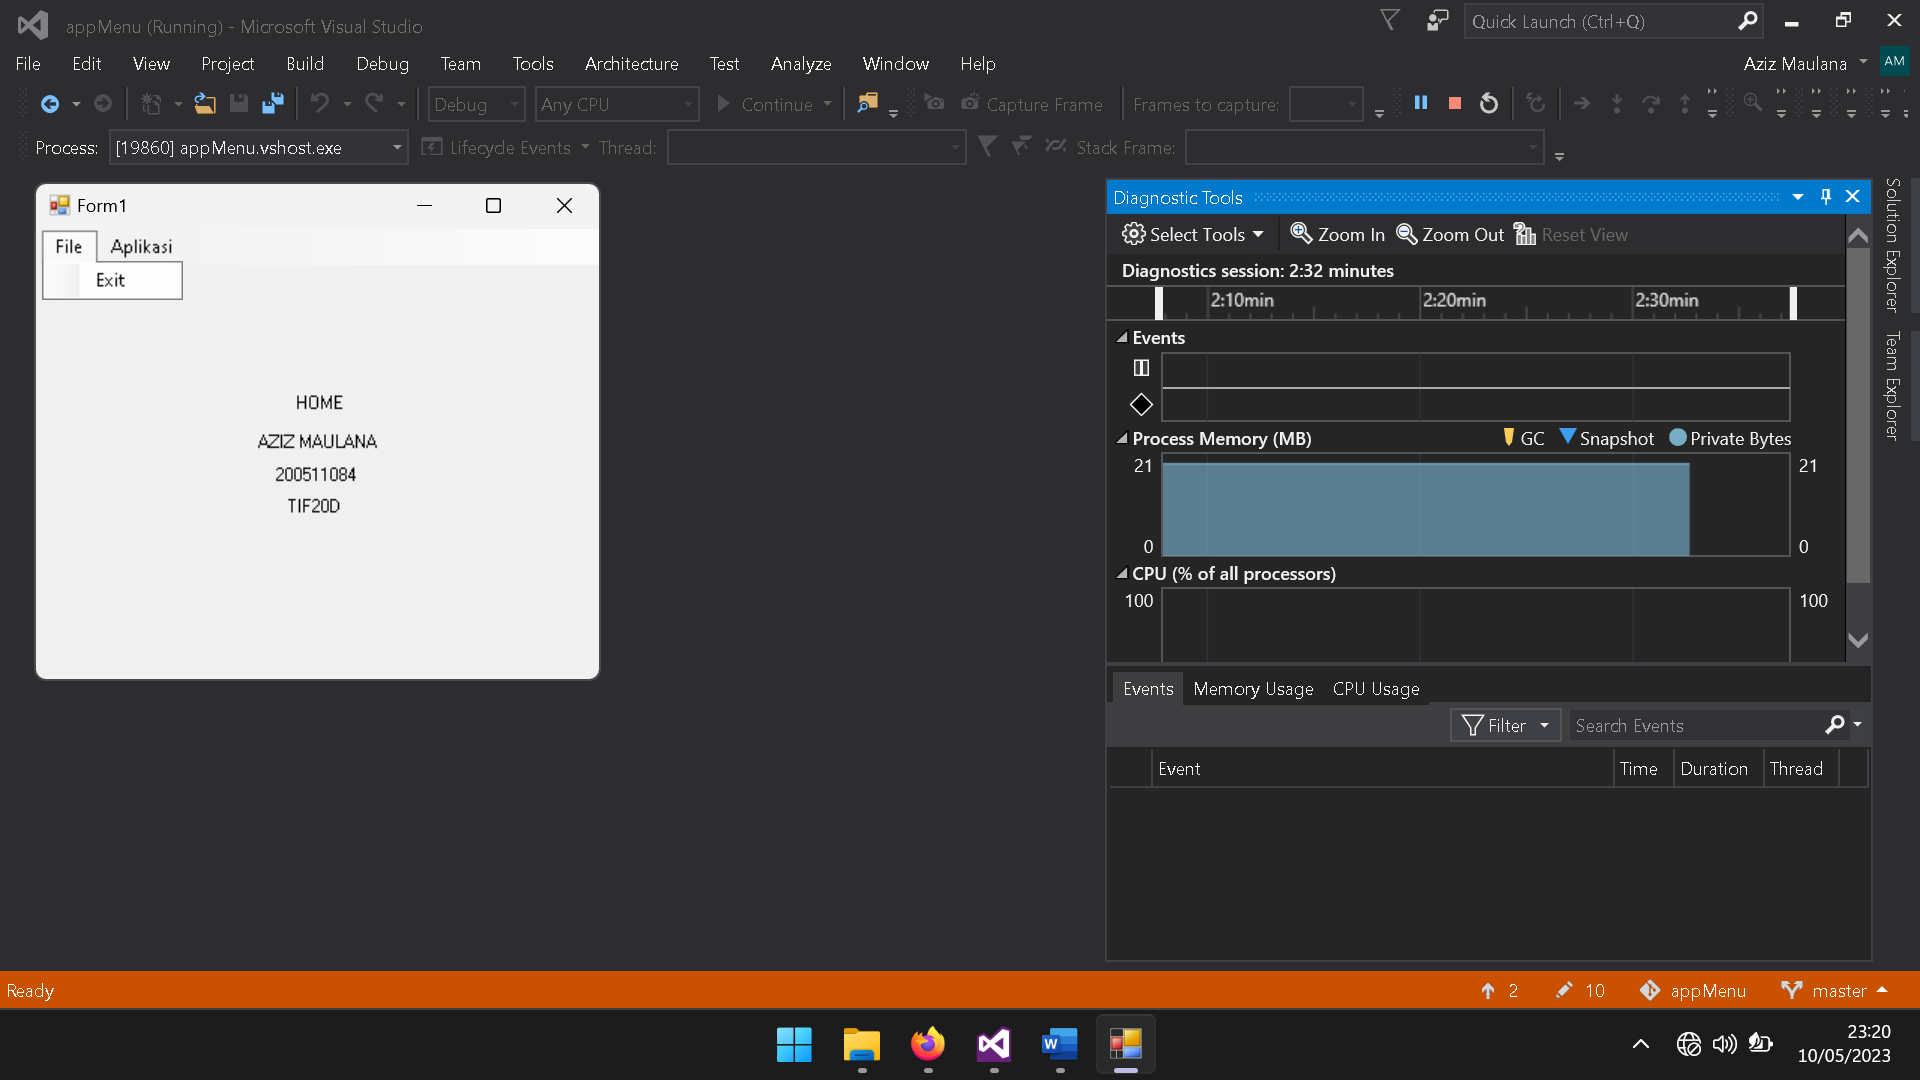 appMenu (Running) - Microsoft Visual Studio
Quick Launch (Ctrl+Q)
File Edit View Project Build Debug Team Tools Architecture Test Analyze Window Help
Aziz Maulana AM
Debug Any CPU Continue Capture Frame Frames to capture:
Process: [19860] appMenu.vshost.exe Lifecycle Events Thread: Stack Frame:
Form1
File Aplikasi
Exit
HOME
AZIZ MAULANA
200511084
TIF20D
Diagnostic Tools
Select Tools Zoom In Zoom Out Reset View
Diagnostics session: 2:32 minutes
2:10min 2:20min 2:30min
Events
Process Memory (MB) GC Snapshot Private Bytes
21 21
0 0
CPU (% of all processors)
100 100
Events Memory Usage CPU Usage
Filter Search Events
Event Time Duration Thread
Solution Explorer
Team Explorer
Ready 2 10 appMenu master
W
23:20
10/05/2023